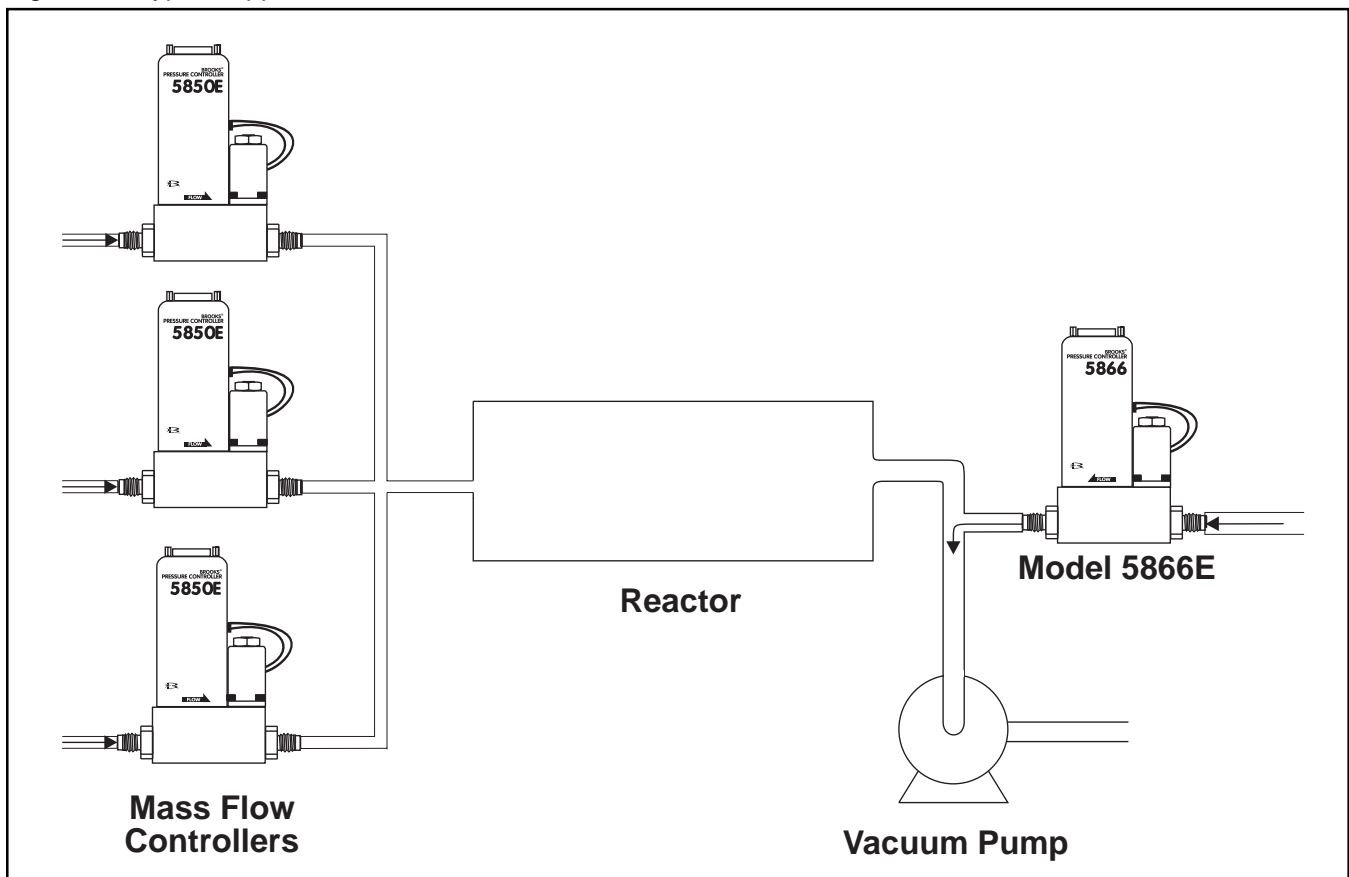 BROOKS®
PRESSURE CONTROLLER
5850E
FLOW
BROOKS®
PRESSURE CONTROLLER
5850E
FLOW
BROOKS®
PRESSURE CONTROLLER
5850E
FLOW
Mass Flow
Controllers
Reactor
BROOKS®
PRESSURE CONTROLLER
5866
FLOW
Model 5866E
Vacuum Pump